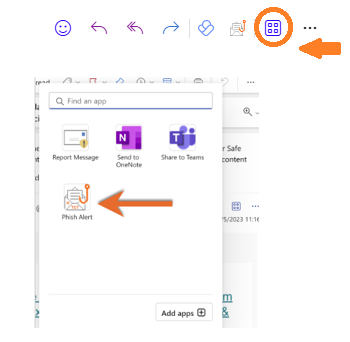 ead
Find an app
Report Message
Send to
OneNote
Share to Teams
r Safe
content
Phish Alert
/5/2023 11:16
m
&
Add apps